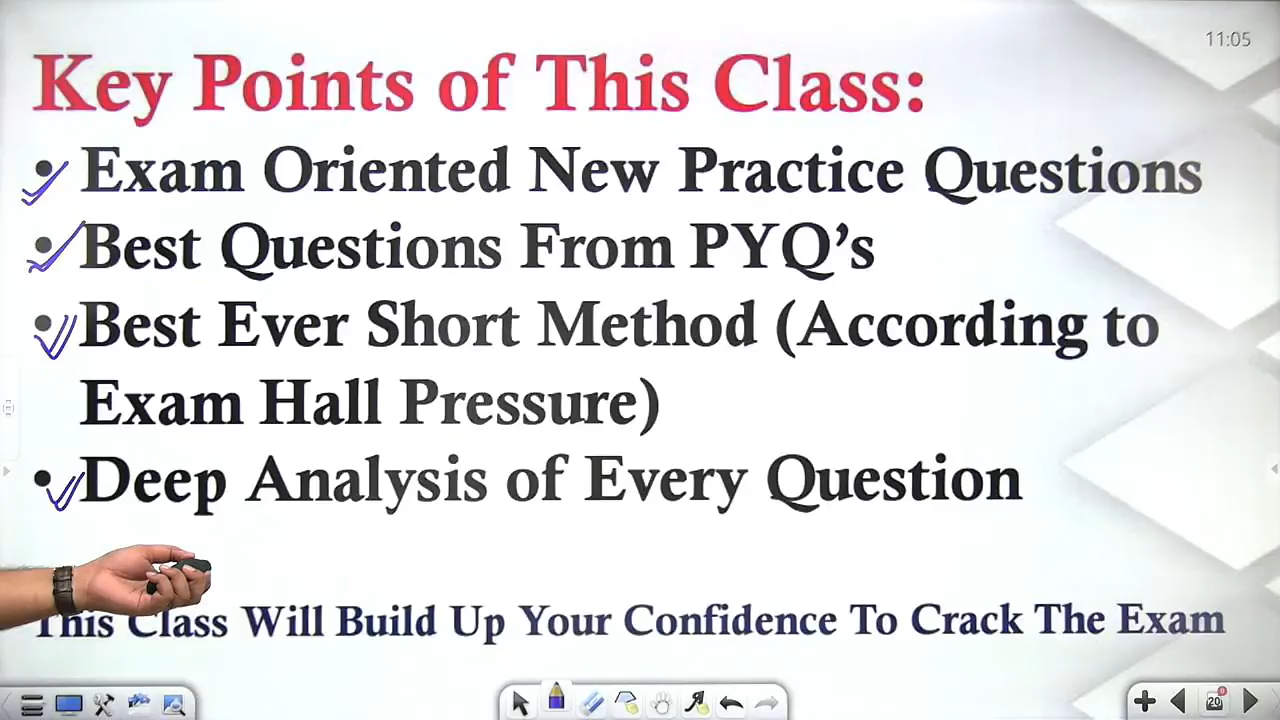 11:05
Key Points of This Class:
• Exam Oriented New Practice Questions
• Best Questions From PYQ's
• Best Ever Short Method (According to
Exam Hall Pressure)
• Deep Analysis of Every Question
This Class Will Build Up Your Confidence To Crack The Exam
20